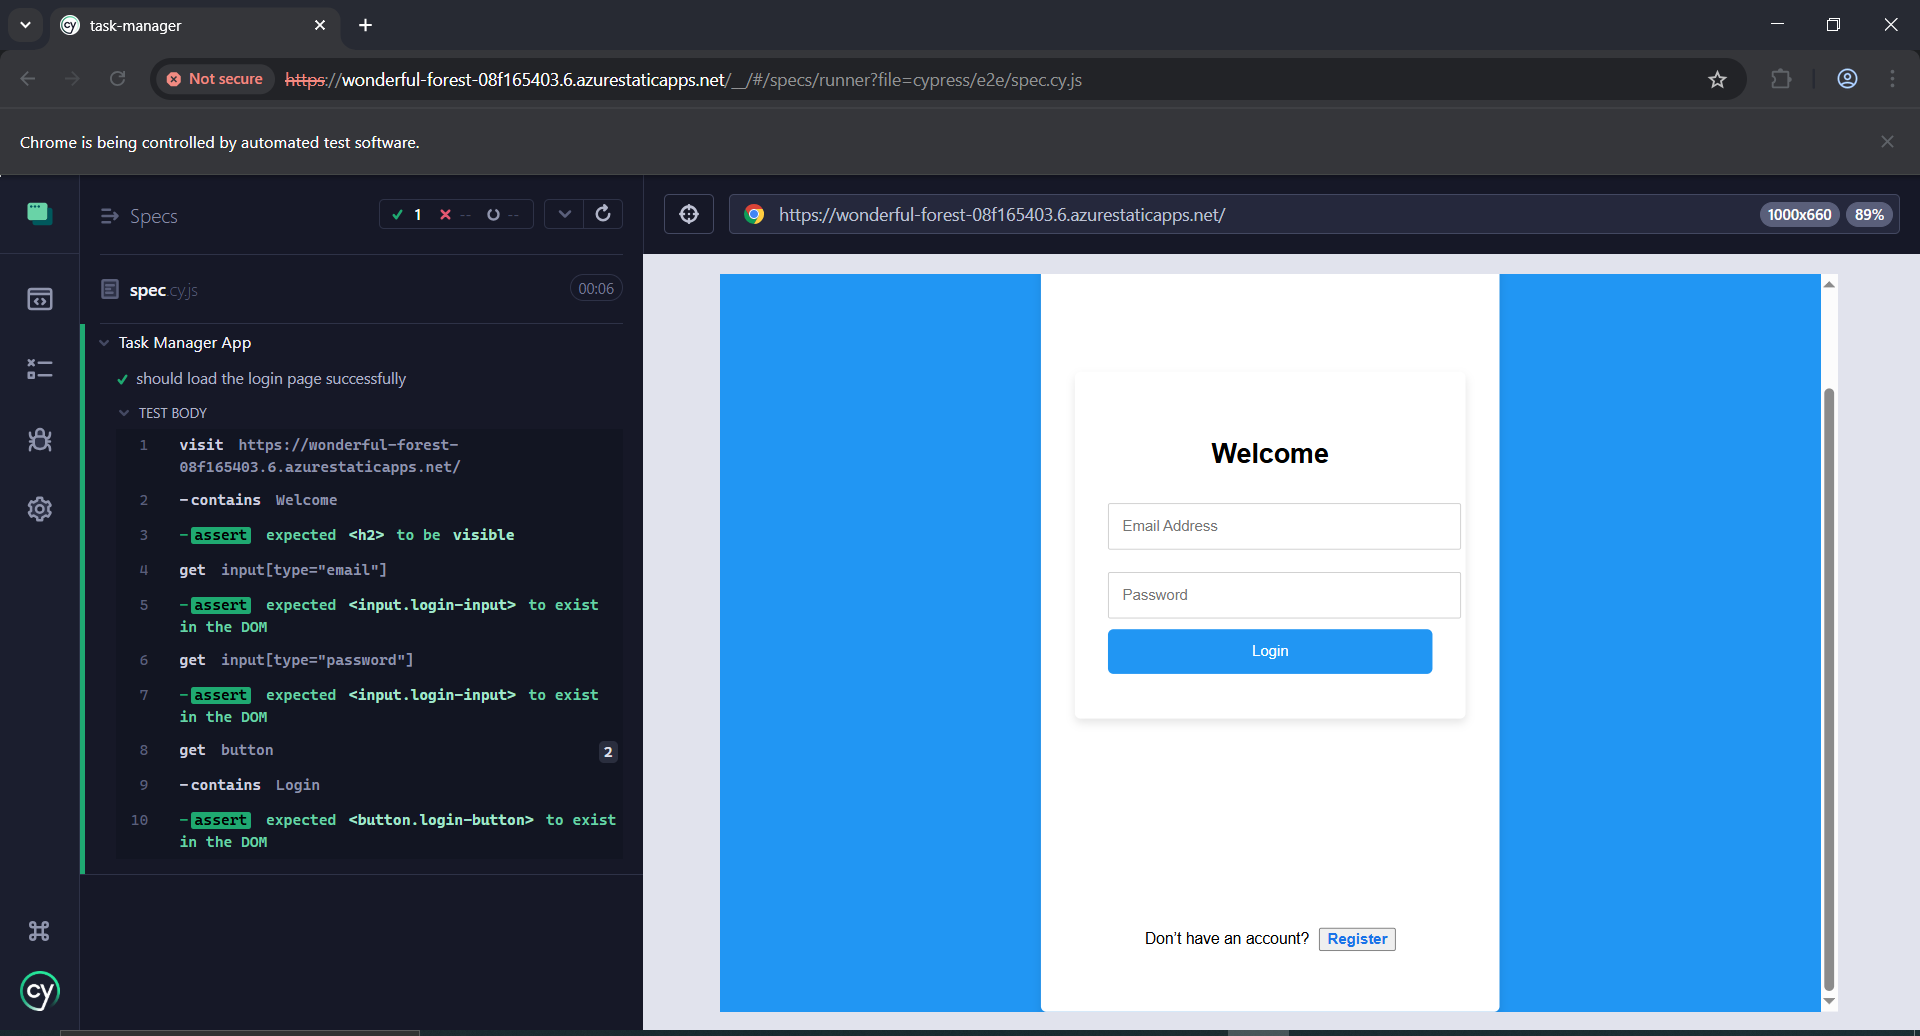 task-manager
Not secure https://wonderful-forest-08f165403.6.azurestaticapps.net/__/#/specs/runner?file=cypress/e2e/spec.cy.js
Chrome is being controlled by automated test software.
Specs
1 -- --
https://wonderful-forest-08f165403.6.azurestaticapps.net/
1000x660 89%
spec.cy.js
00:06
Task Manager App
should load the login page successfully
TEST BODY
1 visit https://wonderful-forest-
08f165403.6.azurestaticapps.net/
2 -contains Welcome
3 -assert expected <h2> to be visible
4 get input[type="email"]
5 -assert expected <input.login-input> to exist
in the DOM
6 get input[type="password"]
7 -assert expected <input.login-input> to exist
in the DOM
8 get button 2
9 -contains Login
10 -assert expected <button.login-button> to exist
in the DOM
cy
Welcome
Email Address
Password
Login
Don't have an account? Register